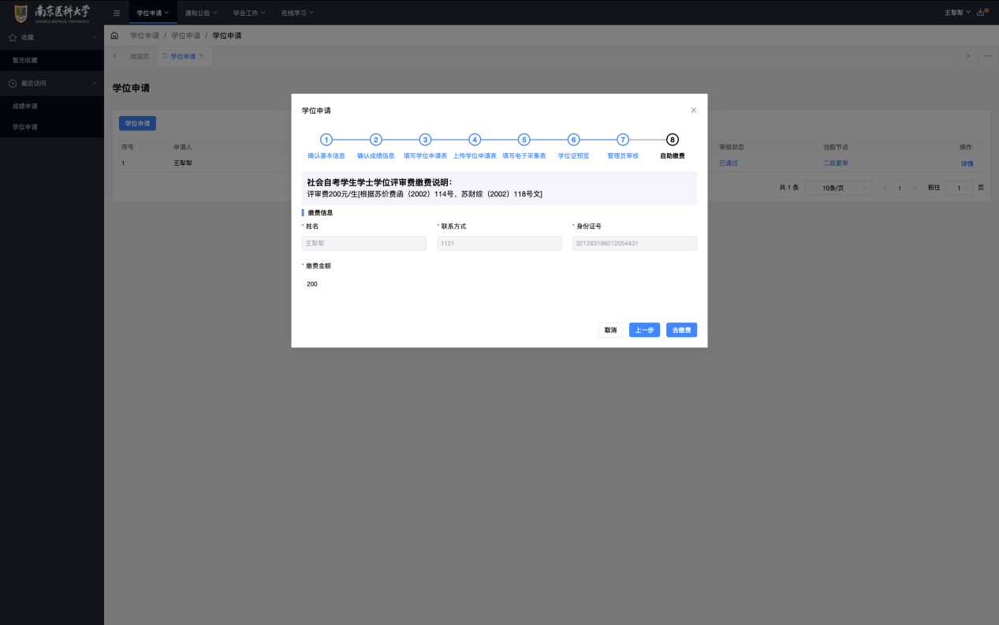 南京医科大学
NANJING MEDICAL UNIVERSITY
学位申请 通知公告 毕业工作 在线学习
王犁犁
收藏
暂无收藏
最近访问
成绩申请
学位申请
学位申请 / 学位申请 / 学位申请
欢迎页 学位申请
学位申请
学位申请
序号 申请人 审核状态 当前节点 操作
1 王犁犁 已通过 二级复审 详情
共 1 条 10条/页 1 前往 1 页
学位申请
1 2 3 4 5 6 7 8
确认基本信息 确认成绩信息 填写学位申请表 上传学位申请表 填写电子采集表 学位证预览 管理员审核 自助缴费
社会自考学生学士学位评审费缴费说明:
评审费200元/生[根据苏价费函（2002）114号、苏财综（2002）118号文]
缴费信息
* 姓名 * 联系方式 * 身份证号
王犁犁 1121 321283199212054431
* 缴费金额
200
取消 上一步 去缴费